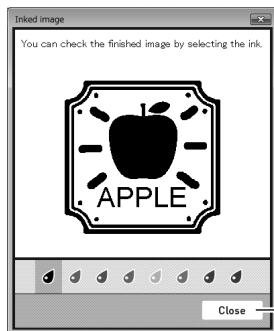 Inked image
You can check the finished image by selecting the ink.
APPLE
Close